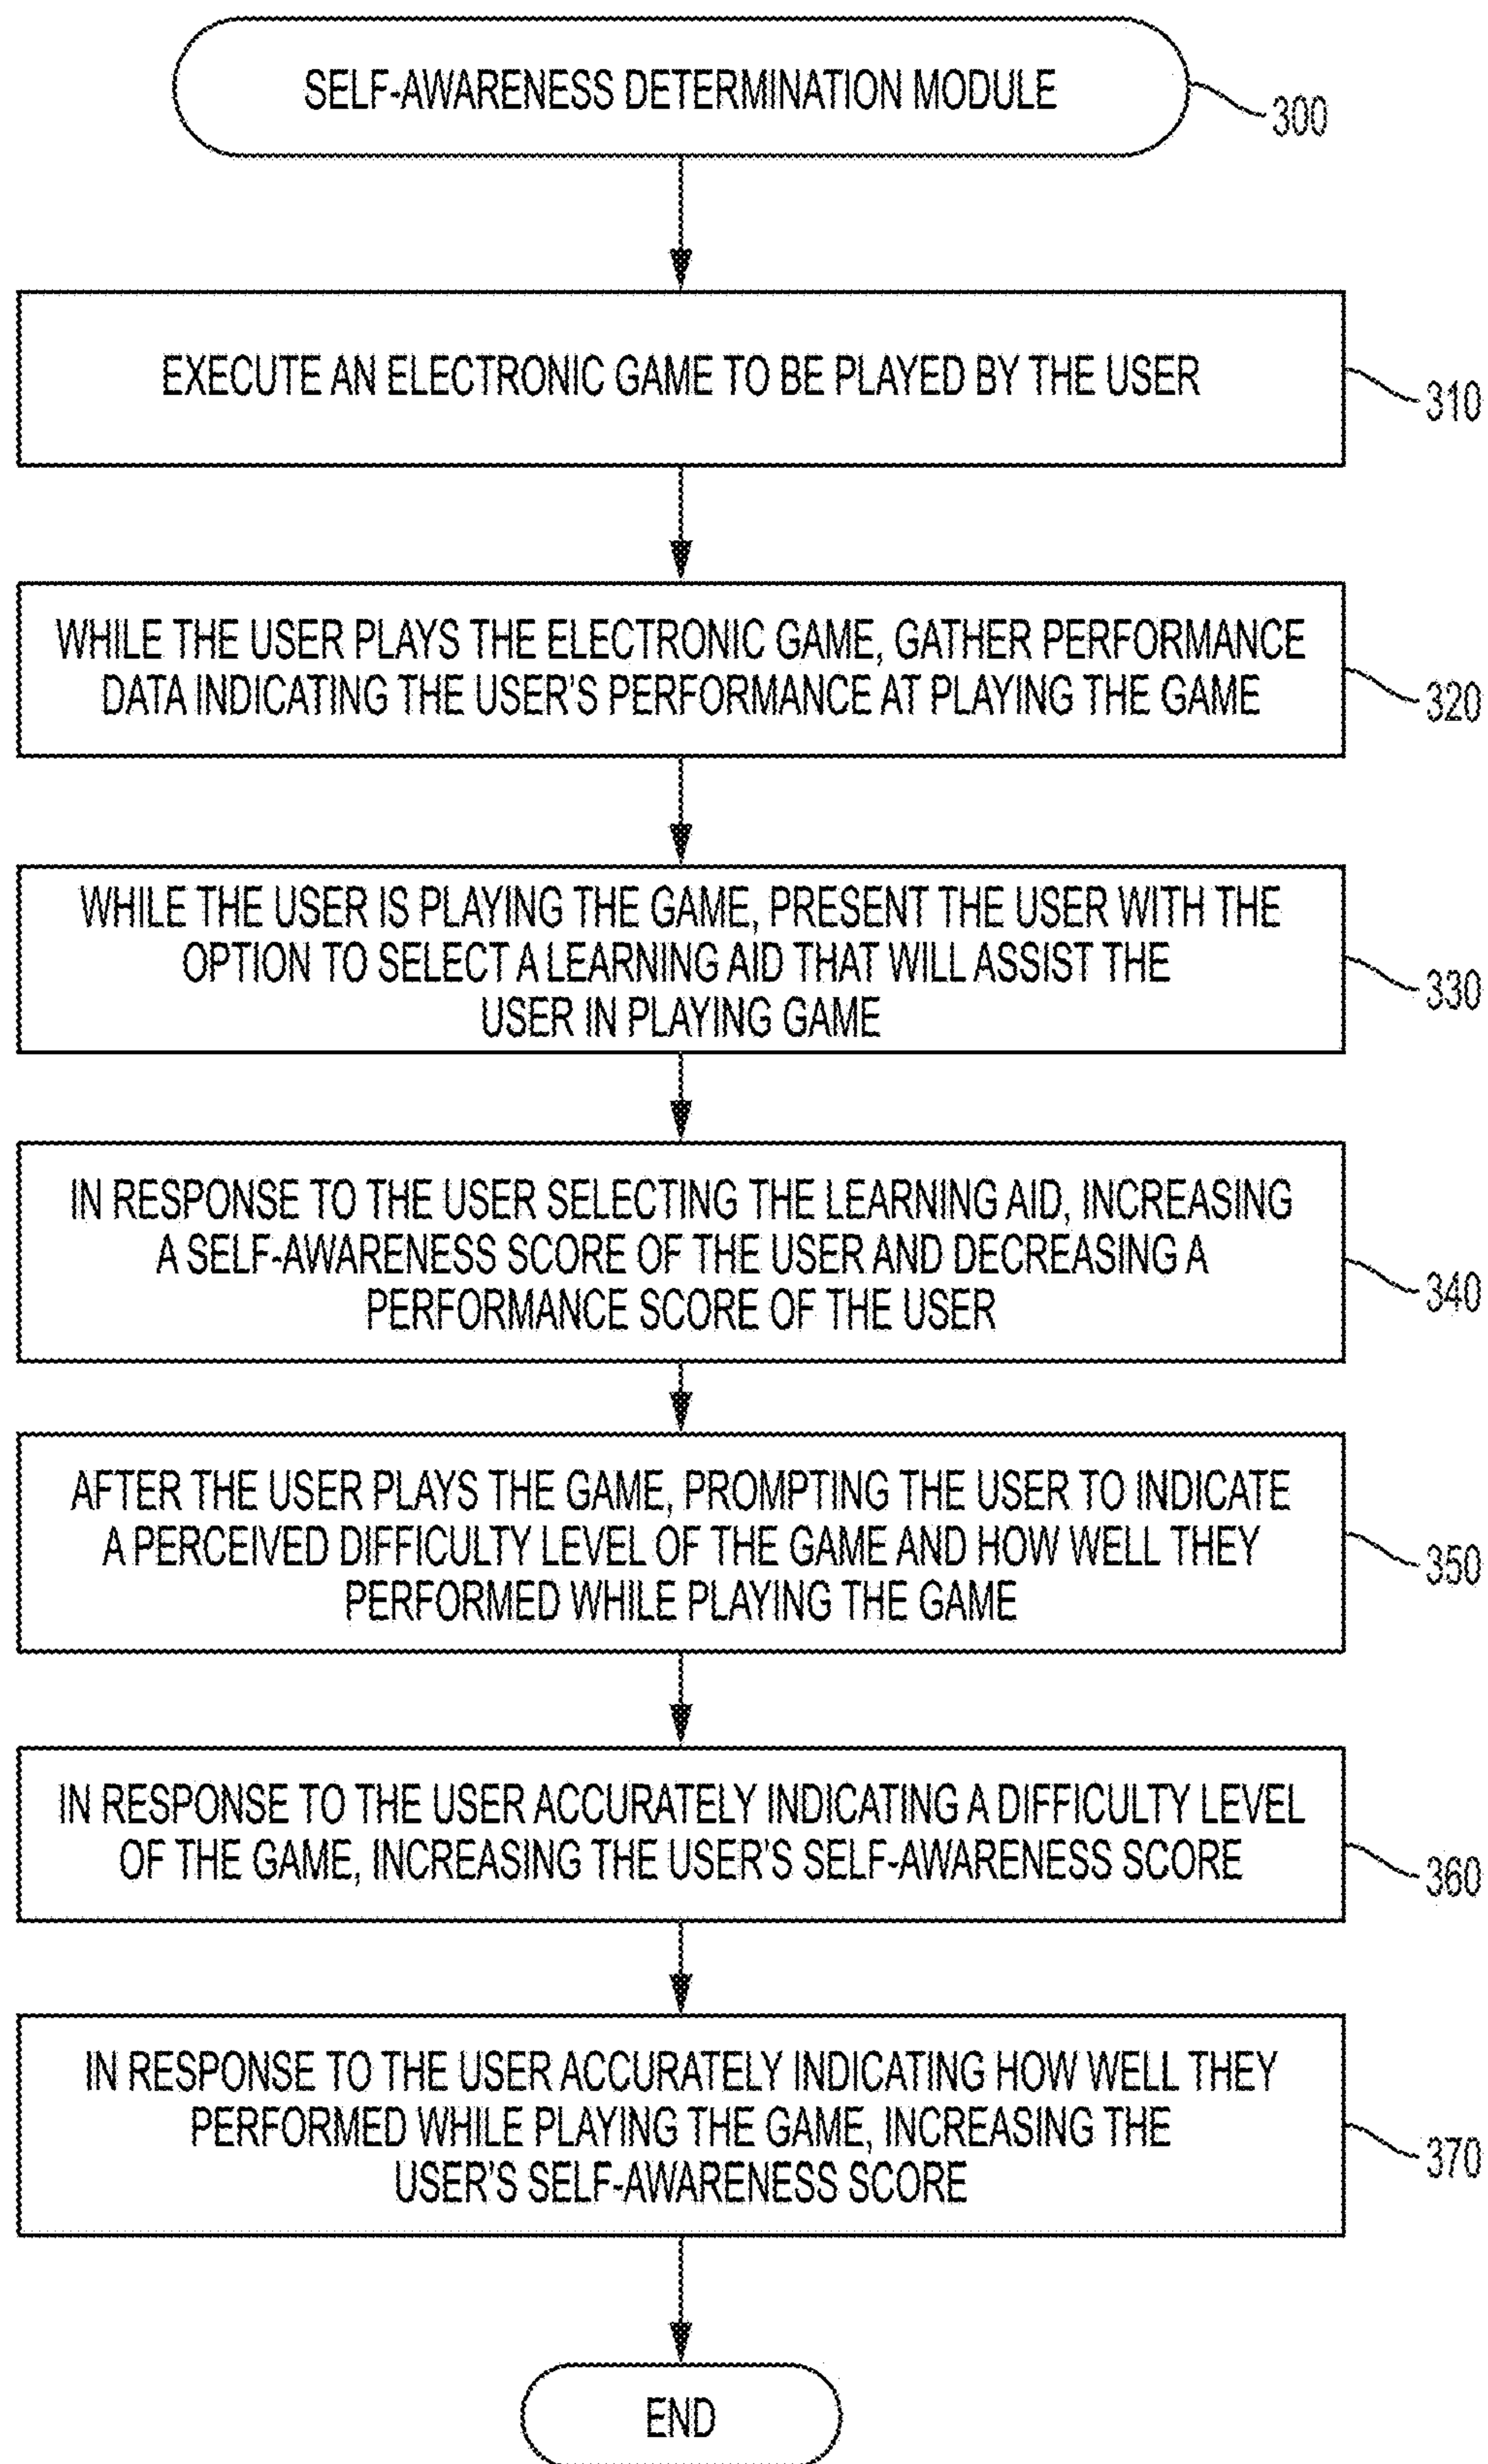 SELF-AWARENESS DETERMINATION MODULE
300
EXECUTE AN ELECTRONIC GAME TO BE PLAYED BY THE USER
310
WHILE THE USER PLAYS THE ELECTRONIC GAME, GATHER PERFORMANCE
DATA INDICATING THE USER'S PERFORMANCE AT PLAYING THE GAME
320
WHILE THE USER IS PLAYING THE GAME, PRESENT THE USER WITH THE
OPTION TO SELECT A LEARNING AID THAT WILL ASSIST THE
USER IN PLAYING GAME
330
IN RESPONSE TO THE USER SELECTING THE LEARNING AID, INCREASING
A SELF-AWARENESS SCORE OF THE USER AND DECREASING A
PERFORMANCE SCORE OF THE USER
340
AFTER THE USER PLAYS THE GAME, PROMPTING THE USER TO INDICATE
A PERCEIVED DIFFICULTY LEVEL OF THE GAME AND HOW WELL THEY
PERFORMED WHILE PLAYING THE GAME
350
IN RESPONSE TO THE USER ACCURATELY INDICATING A DIFFICULTY LEVEL
OF THE GAME, INCREASING THE USER'S SELF-AWARENESS SCORE
360
IN RESPONSE TO THE USER ACCURATELY INDICATING HOW WELL THEY
PERFORMED WHILE PLAYING THE GAME, INCREASING THE
USER'S SELF-AWARENESS SCORE
370
END